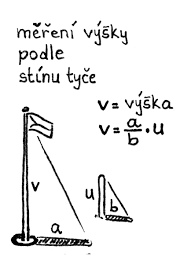 měření výšky
podle
stínu tyče
v = výška
v = a/b · u
v
a
u
b